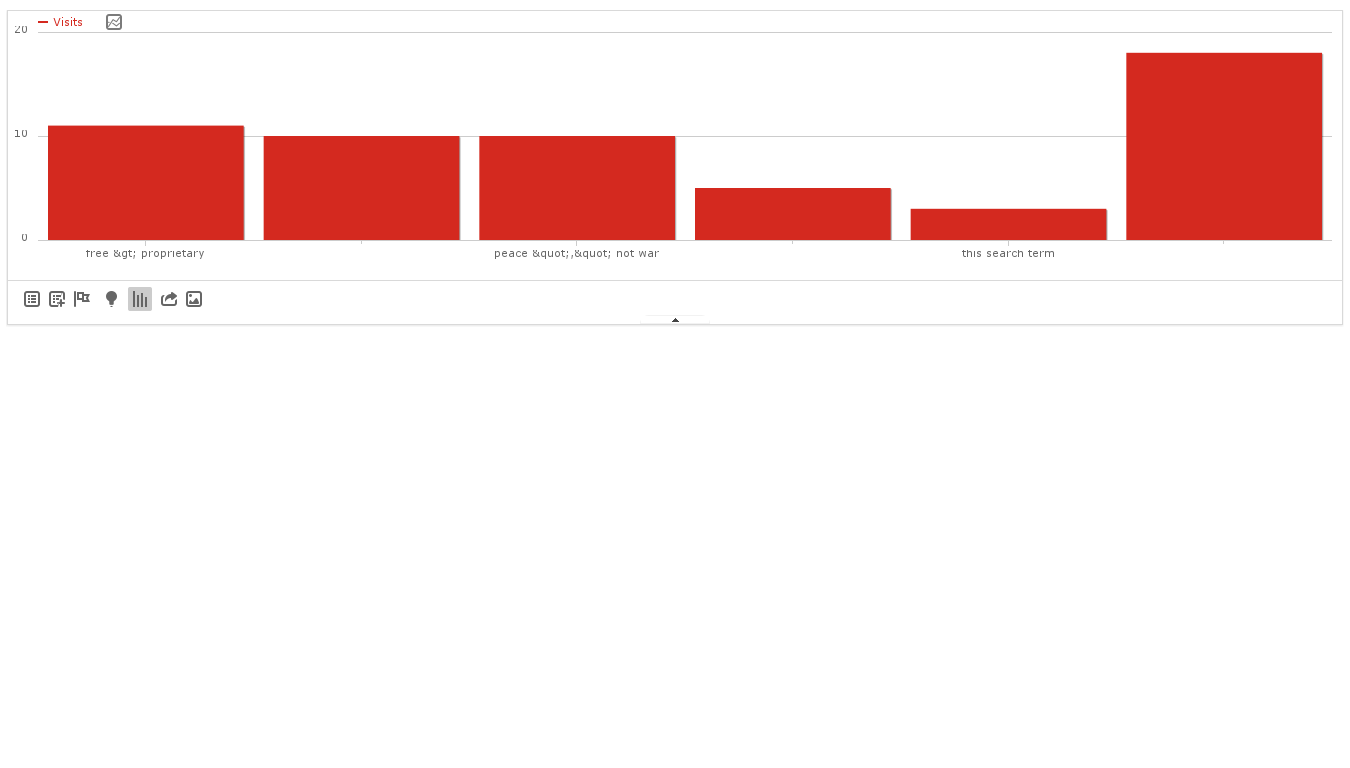 Visits
20
10
0
free &gt; proprietary
peace &quot;,&quot; not war
this search term